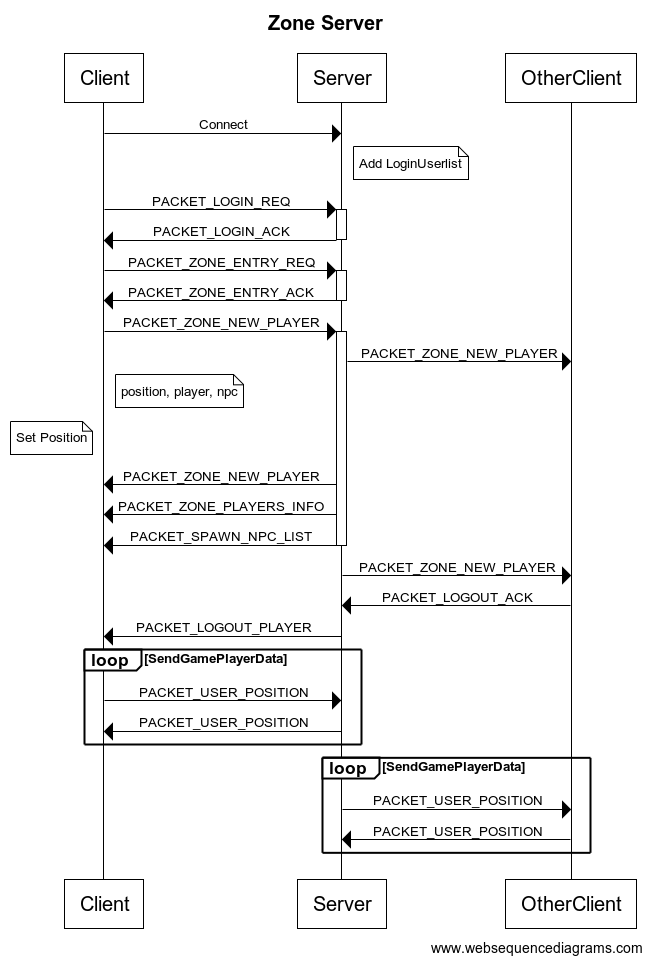 Zone Server
Client
Server
OtherClient
Connect
Add LoginUserlist
PACKET_LOGIN_REQ
PACKET_LOGIN_ACK
PACKET_ZONE_ENTRY_REQ
PACKET_ZONE_ENTRY_ACK
PACKET_ZONE_NEW_PLAYER
PACKET_ZONE_NEW_PLAYER
position, player, npc
Set Position
PACKET_ZONE_NEW_PLAYER
PACKET_ZONE_PLAYERS_INFO
PACKET_SPAWN_NPC_LIST
PACKET_ZONE_NEW_PLAYER
PACKET_LOGOUT_ACK
PACKET_LOGOUT_PLAYER
loop [SendGamePlayerData]
PACKET_USER_POSITION
PACKET_USER_POSITION
loop [SendGamePlayerData]
PACKET_USER_POSITION
PACKET_USER_POSITION
Client
Server
OtherClient
www.websequencediagrams.com